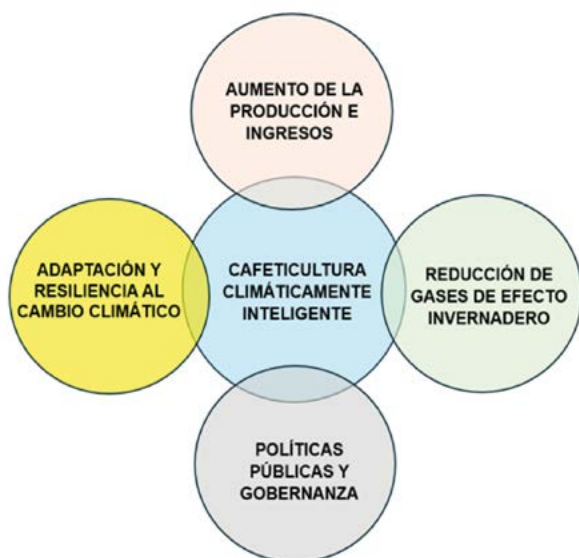 AUMENTO DE LA
PRODUCCIÓN E
INGRESOS
ADAPTACIÓN Y
RESILIENCIA AL
CAMBIO CLIMÁTICO
CAFETICULTURA
CLIMÁTICAMENTE
INTELIGENTE
REDUCCIÓN DE
GASES DE EFECTO
INVERNADERO
POLÍTICAS
PÚBLICAS Y
GOBERNANZA